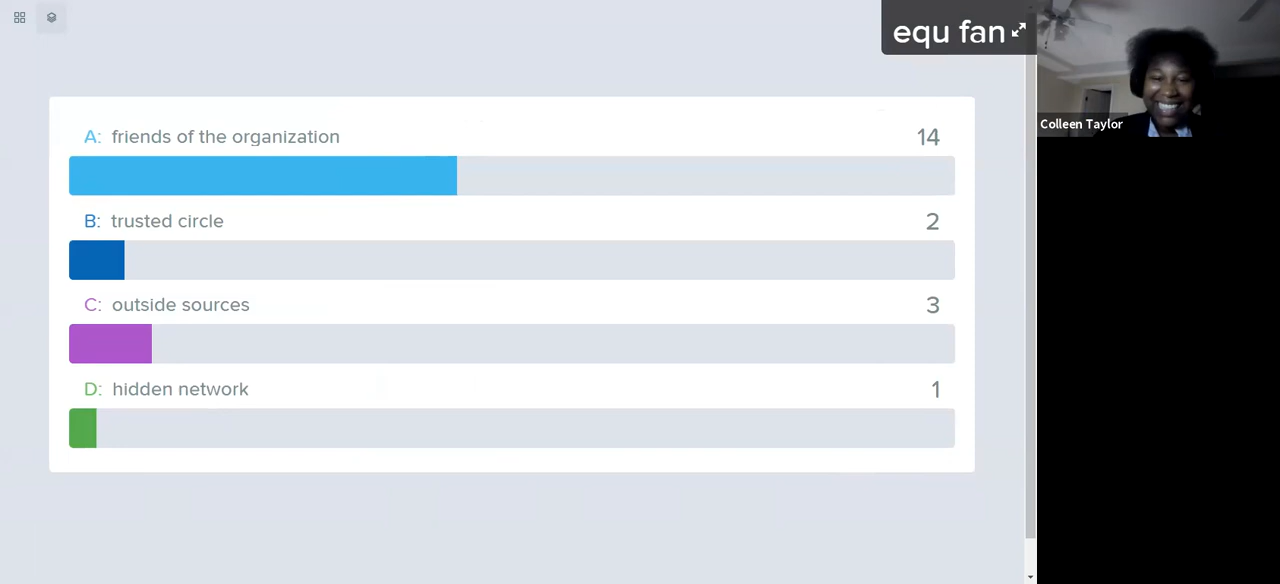 equ fan
A: friends of the organization 14
B: trusted circle 2
C: outside sources 3
D: hidden network 1
Colleen Taylor